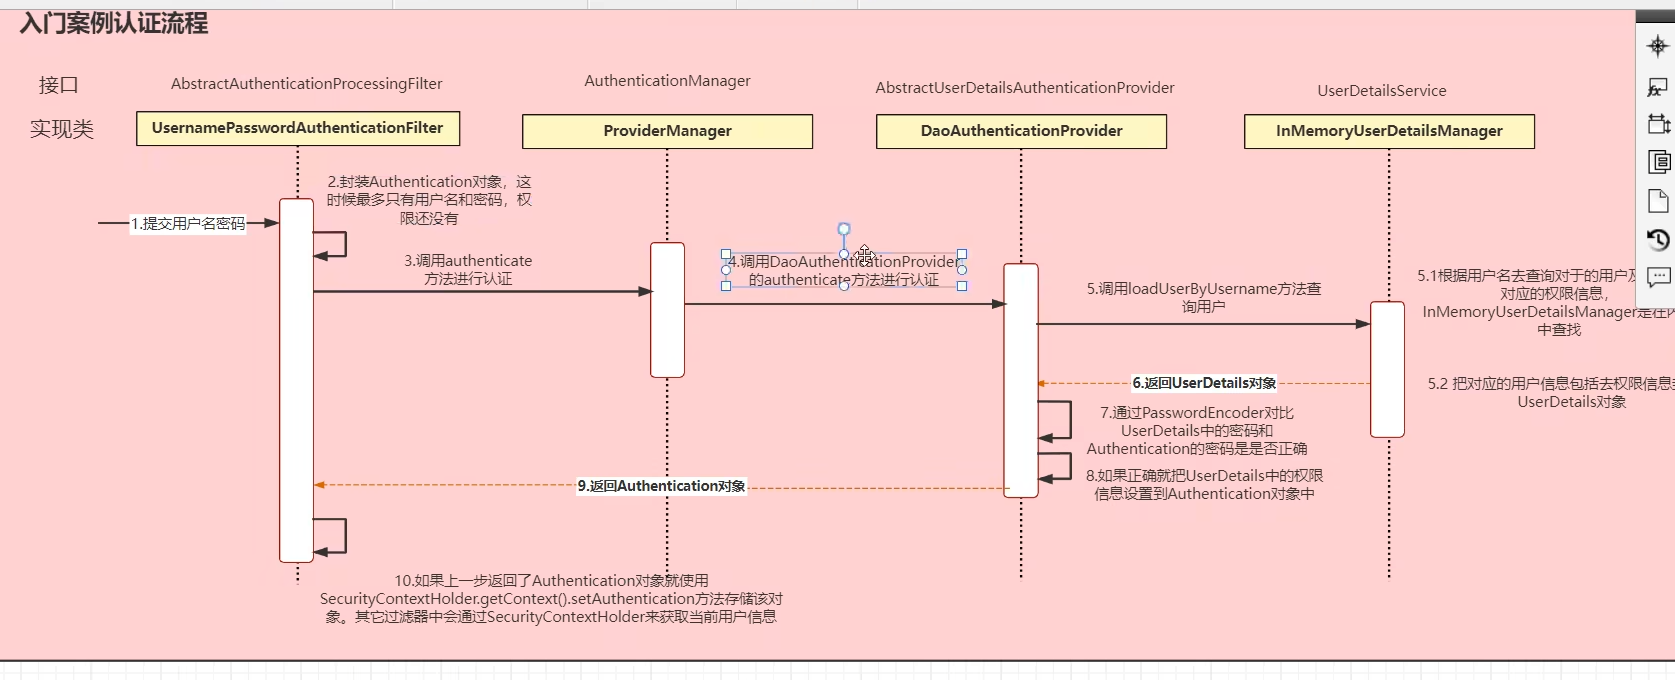 入门案例认证流程
接口
AbstractAuthenticationProcessingFilter
AuthenticationManager
AbstractUserDetailsAuthenticationProvider
UserDetailsService
实现类
UsernamePasswordAuthenticationFilter
ProviderManager
DaoAuthenticationProvider
InMemoryUserDetailsManager
1.提交用户名密码
2.封装Authentication对象，这
时候最多只有用户名和密码，权
限还没有
3.调用authenticate
方法进行认证
4.调用DaoAuthenticationProvider
的authenticate方法进行认证
5.调用loadUserByUsername方法查
询用户
5.1根据用户名去查询对于的用户及
对应的权限信息，
InMemoryUserDetailsManager是在内
中查找
5.2 把对应的用户信息包括去权限信息
UserDetails对象
6.返回UserDetails对象
7.通过PasswordEncoder对比
UserDetails中的密码和
Authentication的密码是是否正确
8.如果正确就把UserDetails中的权限
信息设置到Authentication对象中
9.返回Authentication对象
10.如果上一步返回了Authentication对象就使用
SecurityContextHolder.getContext().setAuthentication方法存储该对
象。其它过滤器中会通过SecurityContextHolder来获取当前用户信息